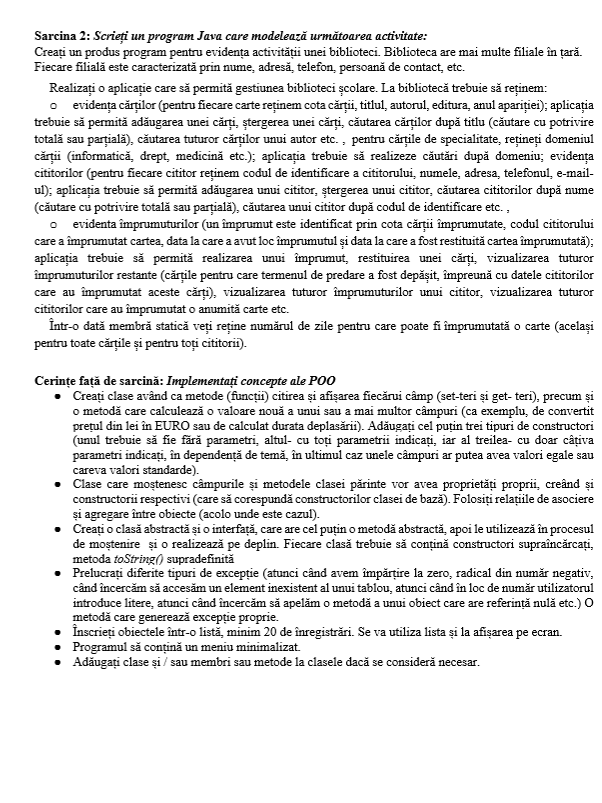 Sarcina 2: Scrieți un program Java care modelează următoarea activitate:
Creați un produs program pentru evidența activității unei biblioteci. Biblioteca are mai multe filiale în țară.
Fiecare filială este caracterizată prin nume, adresă, telefon, persoană de contact, etc.
Realizați o aplicație care să permită gestiunea bibliotecii școlare. La bibliotecă trebuie să reținem:
o evidența cărților (pentru fiecare carte reținem cota cărții, titlul, autorul, editura, anul apariției); aplicația
trebuie să permită adăugarea unei cărți, ștergerea unei cărți, căutarea cărților după titlu (căutare cu potrivire
totală sau parțială), căutarea tuturor cărților unui autor etc. , pentru cărțile de specialitate, rețineți domeniul
cărții (informatică, drept, medicină etc.); aplicația trebuie să realizeze căutări după domeniu; evidența
cititorilor (pentru fiecare cititor reținem codul de identificare a cititorului, numele, adresa, telefonul, e-mail-
ul); aplicația trebuie să permită adăugarea unui cititor, ștergerea unui cititor, căutarea cititorilor după nume
(căutare cu potrivire totală sau parțială), căutarea unui cititor după codul de identificare etc. ,
o evidenta împrumuturilor (un împrumut este identificat prin cota cărții împrumutate, codul cititorului
care a împrumutat cartea, data la care a avut loc împrumutul și data la care a fost restituită cartea împrumutată);
aplicația trebuie să permită realizarea unui împrumut, restituirea unei cărți, vizualizarea tuturor
împrumuturilor restante (cărțile pentru care termenul de predare a fost depășit, împreună cu datele cititorilor
care au împrumutat aceste cărți), vizualizarea tuturor împrumuturilor unui cititor, vizualizarea tuturor
cititorilor care au împrumutat o anumită carte etc.
Într-o dată membră statică veți reține numărul de zile pentru care poate fi împrumutată o carte (același
pentru toate cărțile și pentru toți cititorii).
Cerințe față de sarcină: Implementați concepte ale POO
● Creați clase având ca metode (funcții) citirea și afișarea fiecărui câmp (set-teri și get- teri), precum și
o metodă care calculează o valoare nouă a unui sau a mai multor câmpuri (ca exemplu, de convertit
prețul din lei în EURO sau de calculat durata deplasării). Adăugați cel puțin trei tipuri de constructori
(unul trebuie să fie fără parametri, altul- cu toți parametrii indicați, iar al treilea- cu doar câțiva
parametri indicați, în dependență de temă, în ultimul caz unele câmpuri ar putea avea valori egale sau
careva valori standarde).
● Clase care moștenesc câmpurile și metodele clasei părinte vor avea proprietăți proprii, creând și
constructorii respectivi (care să corespundă constructorilor clasei de bază). Folosiți relațiile de asociere
și agregare între obiecte (acolo unde este cazul).
● Creați o clasă abstractă și o interfață, care are cel puțin o metodă abstractă, apoi le utilizează în procesul
de moștenire și o realizează pe deplin. Fiecare clasă trebuie să conțină constructori supraîncărcați,
metoda toString() supradefinită
● Prelucrați diferite tipuri de excepție (atunci când avem împărțire la zero, radical din număr negativ,
când încercăm să accesăm un element inexistent al unui tablou, atunci când în loc de număr utilizatorul
introduce litere, atunci când încercăm să apelăm o metodă a unui obiect care are referință nulă etc.) O
metodă care generează excepție proprie.
● Înscrieți obiectele într-o listă, minim 20 de înregistrări. Se va utiliza lista și la afișarea pe ecran.
● Programul să conțină un meniu minimalizat.
● Adăugați clase și / sau membri sau metode la clasele dacă se consideră necesar.